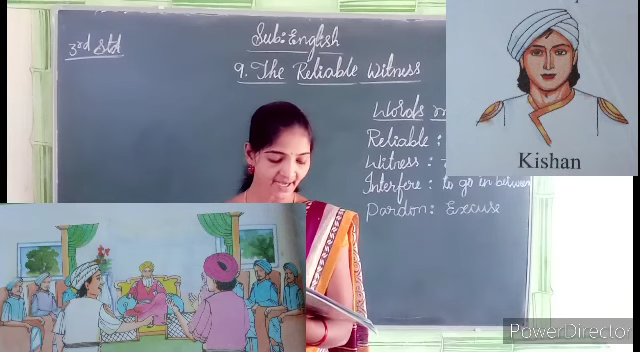 3rd Std
Sub: English
9. The Reliable Witness
Words
Reliable :
Witness :
Interfere : to go in between
Pardon : Excuse
Kishan
PowerDirector